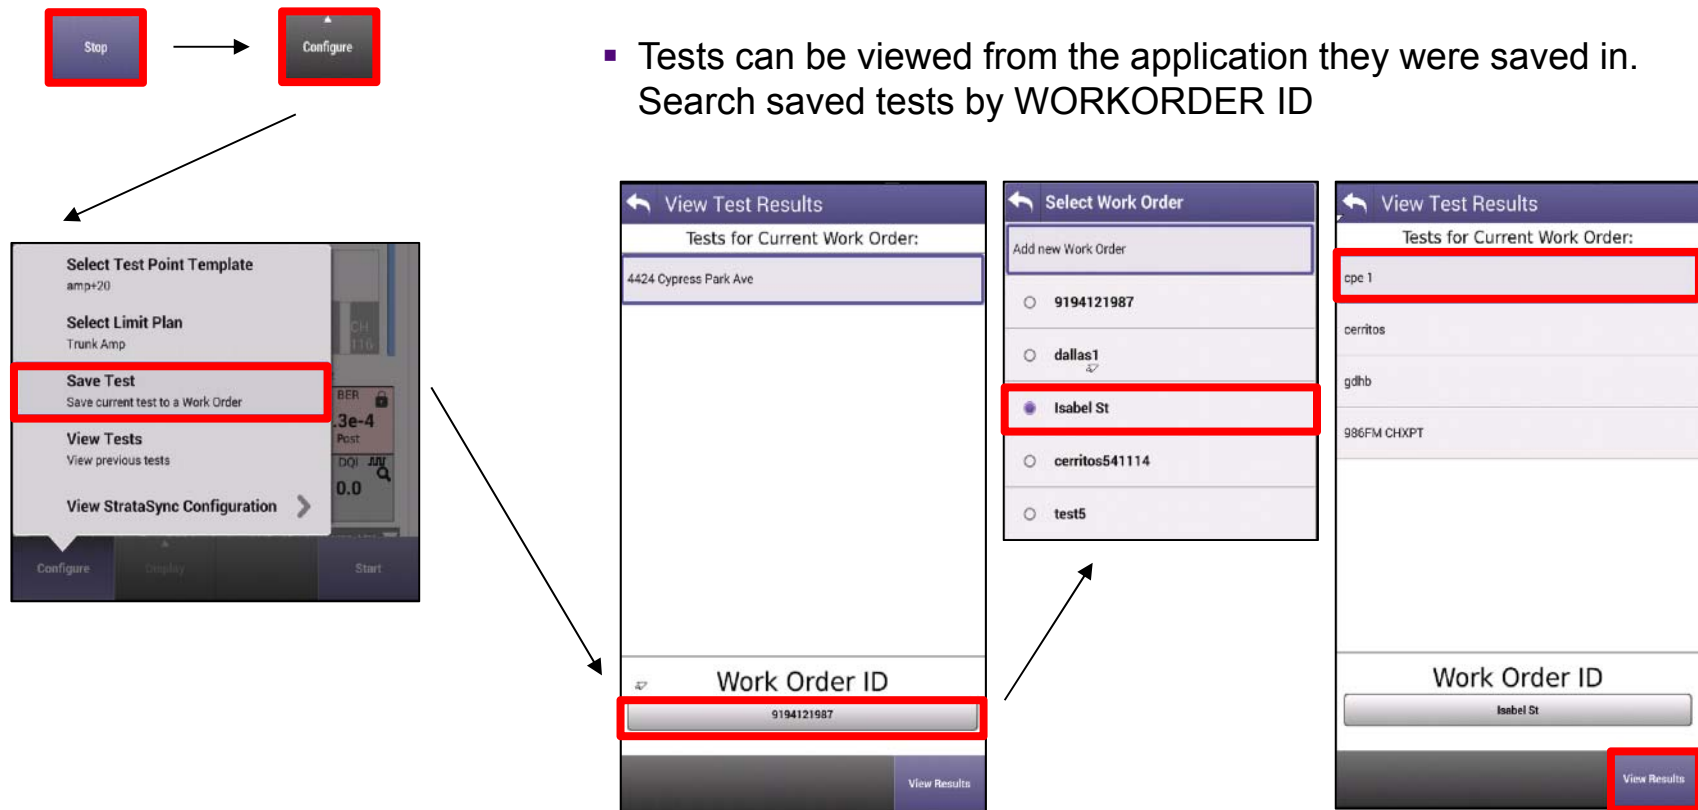 Stop
Configure
▪ Tests can be viewed from the application they were saved in.
Search saved tests by WORKORDER ID
Select Test Point Template
amp+20
Select Limit Plan
Trunk Amp
Save Test
Save current test to a Work Order
View Tests
View previous tests
View StrataSync Configuration
CH
116
BER
.3e-4
Post
DQI
0.0
Configure
Display
Start
View Test Results
Tests for Current Work Order:
4424 Cypress Park Ave
Work Order ID
9194121987
View Results
Select Work Order
Add new Work Order
9194121987
dallas1
Isabel St
cerritos541114
test5
View Test Results
Tests for Current Work Order:
cpe 1
cerritos
gdhb
986FM CHXPT
Work Order ID
Isabel St
View Results